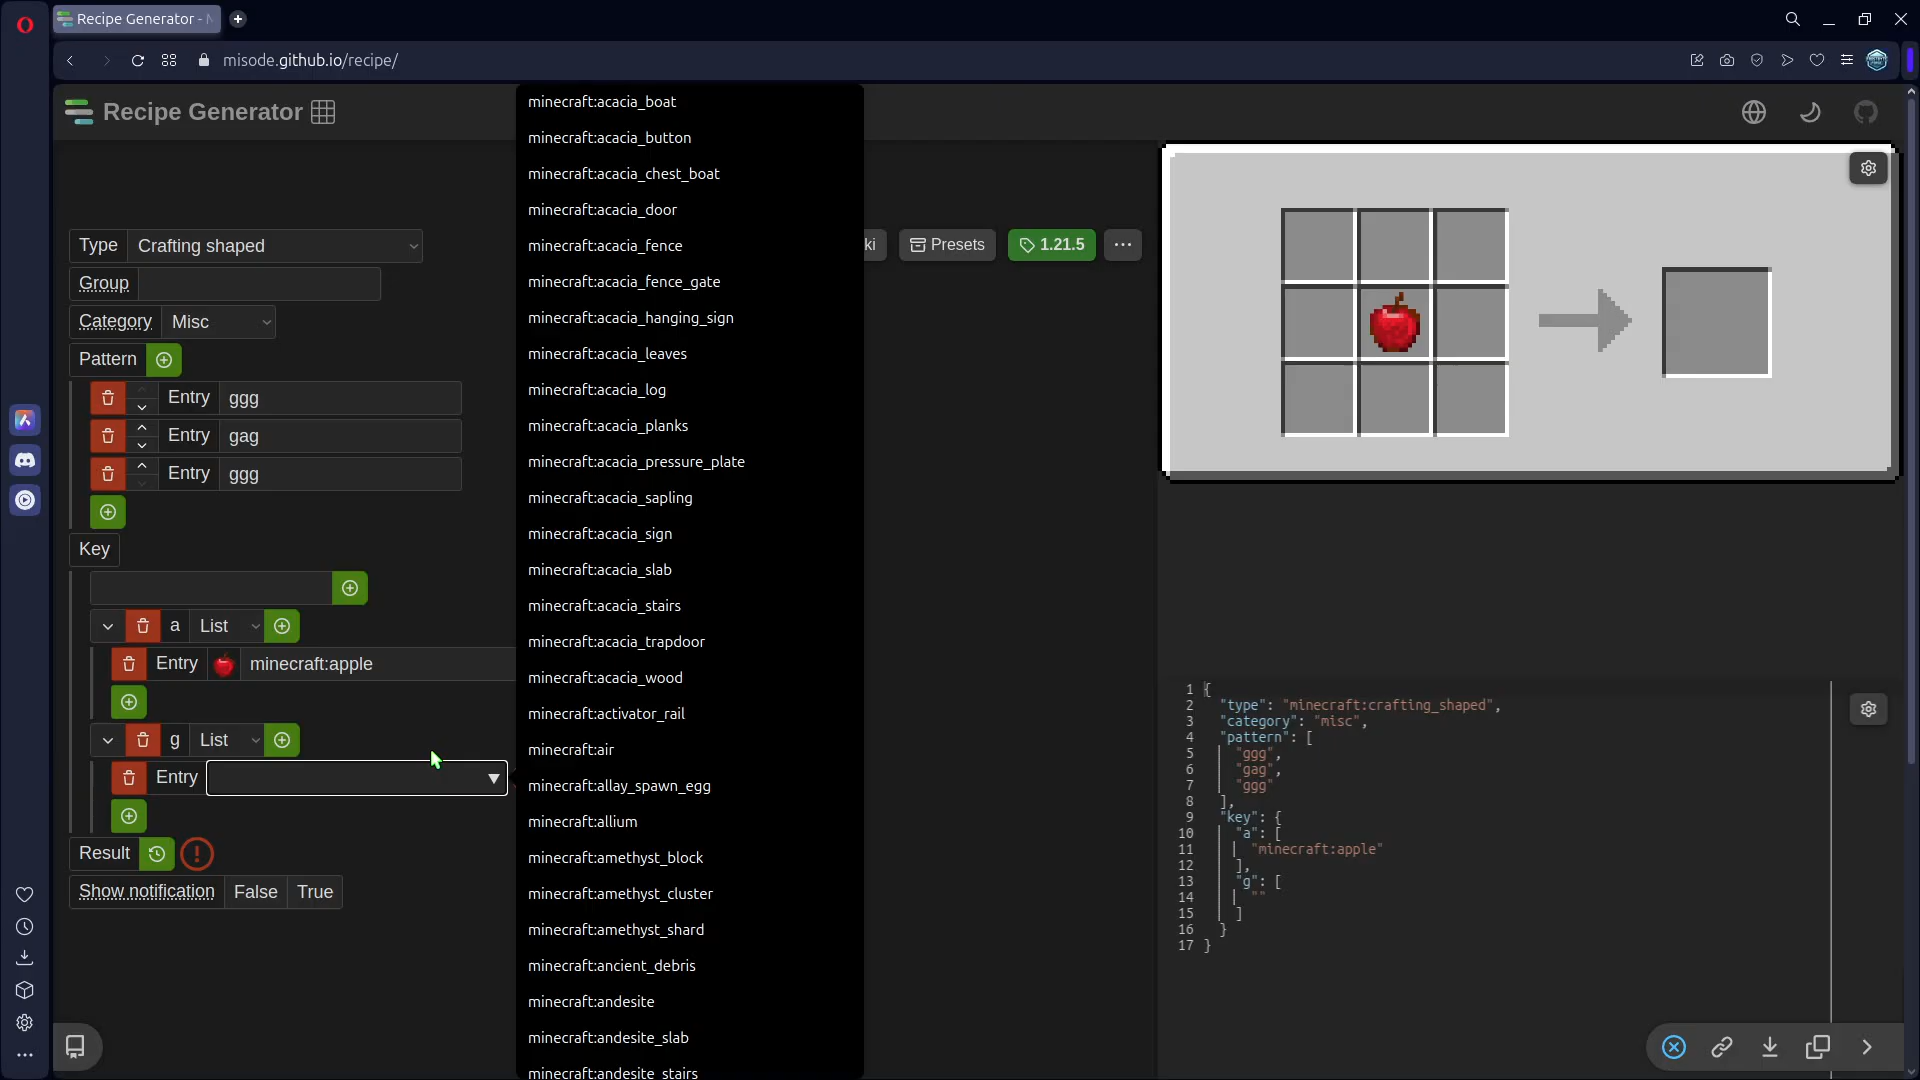 Recipe Generator -
misode.github.io/recipe/
Recipe Generator
Type
Crafting shaped
ki
Presets
1.21.5
Group
Category
Misc
Pattern
Entry
ggg
Entry
gag
Entry
ggg
Key
a
List
Entry
minecraft:apple
g
List
Entry
Result
Show notification
False
True
minecraft:acacia_boat
minecraft:acacia_button
minecraft:acacia_chest_boat
minecraft:acacia_door
minecraft:acacia_fence
minecraft:acacia_fence_gate
minecraft:acacia_hanging_sign
minecraft:acacia_leaves
minecraft:acacia_log
minecraft:acacia_planks
minecraft:acacia_pressure_plate
minecraft:acacia_sapling
minecraft:acacia_sign
minecraft:acacia_slab
minecraft:acacia_stairs
minecraft:acacia_trapdoor
minecraft:acacia_wood
minecraft:activator_rail
minecraft:air
minecraft:allay_spawn_egg
minecraft:allium
minecraft:amethyst_block
minecraft:amethyst_cluster
minecraft:amethyst_shard
minecraft:ancient_debris
minecraft:andesite
minecraft:andesite_slab
minecraft:andesite_stairs
1 {
2 "type": "minecraft:crafting_shaped",
3 "category": "misc",
4 "pattern": [
5 "ggg",
6 "gag",
7 "ggg"
8 ],
9 "key": {
10 "a": [
11 "minecraft:apple"
12 ],
13 "g": [
14 ""
15 ]
16 }
17 }